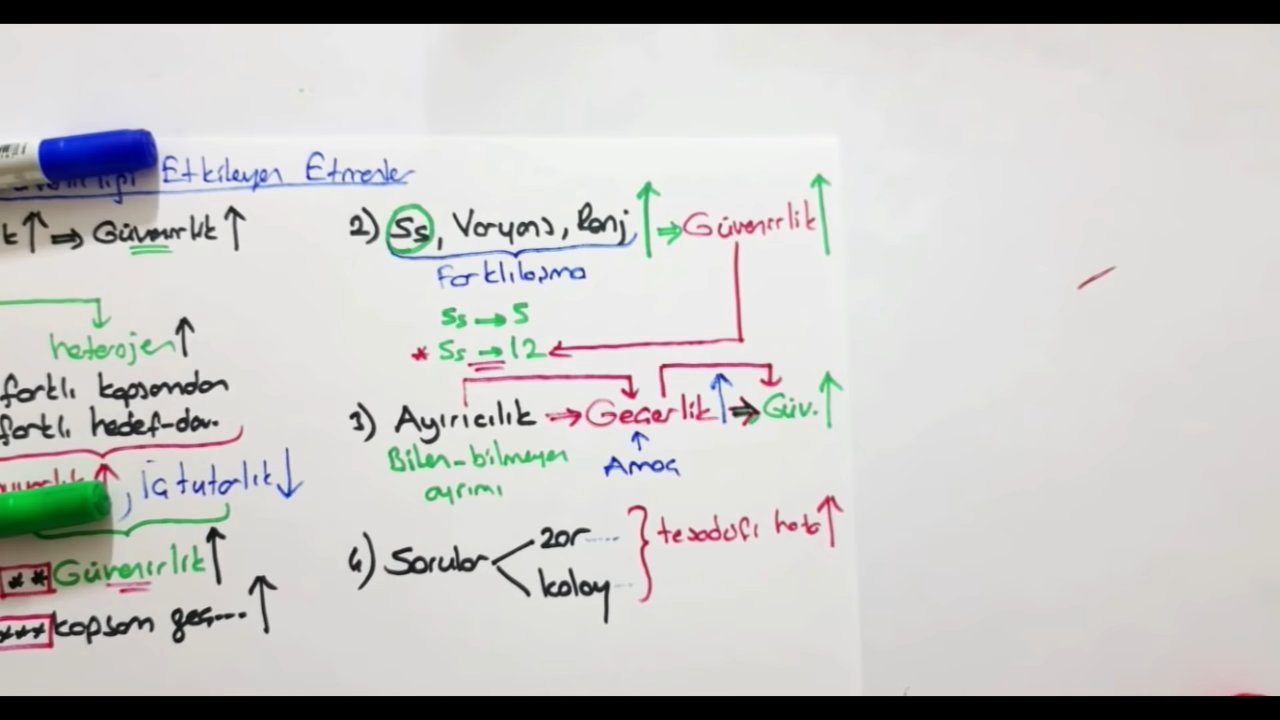 Etkileyen Etmenler
k↑ ⇒ Güvenirlik ↑
heterojen ↑
farklı kapsamdan
farklı hedef-dav.
, İç tutarlık ↓
** Güvenirlik ↑
*** kapsam geç.... ↑
2) Ss, Varyans, Ranj ↑ ⇒ Güvenirlik ↑
Farklılaşma
Ss → 5
* Ss → 12
3) Ayırıcılık → Geçerlik ↑ ⇒ Güv. ↑
Bilen-bilmeyen
ayrımı
↑
Amaç
4) Sorular < zor ....
kolay ...
} tesadüfi hata ↑